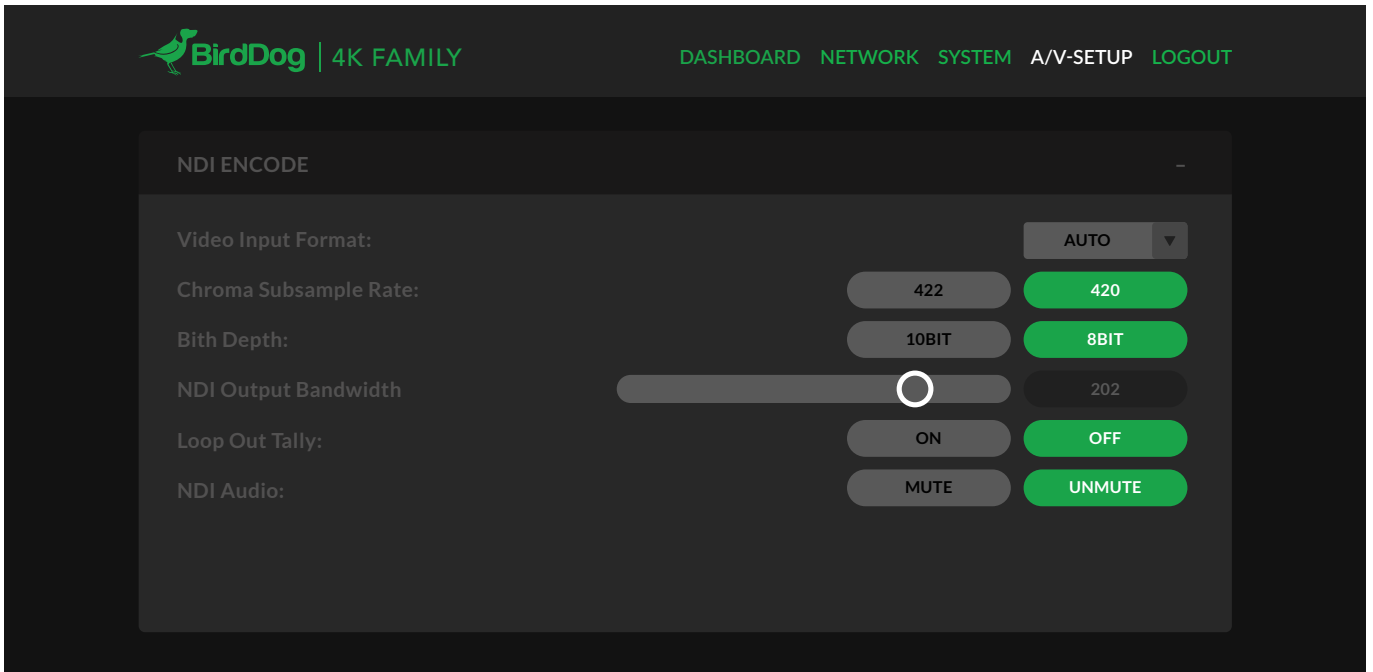 BirdDog | 4K FAMILY DASHBOARD NETWORK SYSTEM A/V-SETUP LOGOUT
NDI ENCODE –
Video Input Format: AUTO ▼
Chroma Subsample Rate: 422 420
Bith Depth: 10BIT 8BIT
NDI Output Bandwidth 202
Loop Out Tally: ON OFF
NDI Audio: MUTE UNMUTE